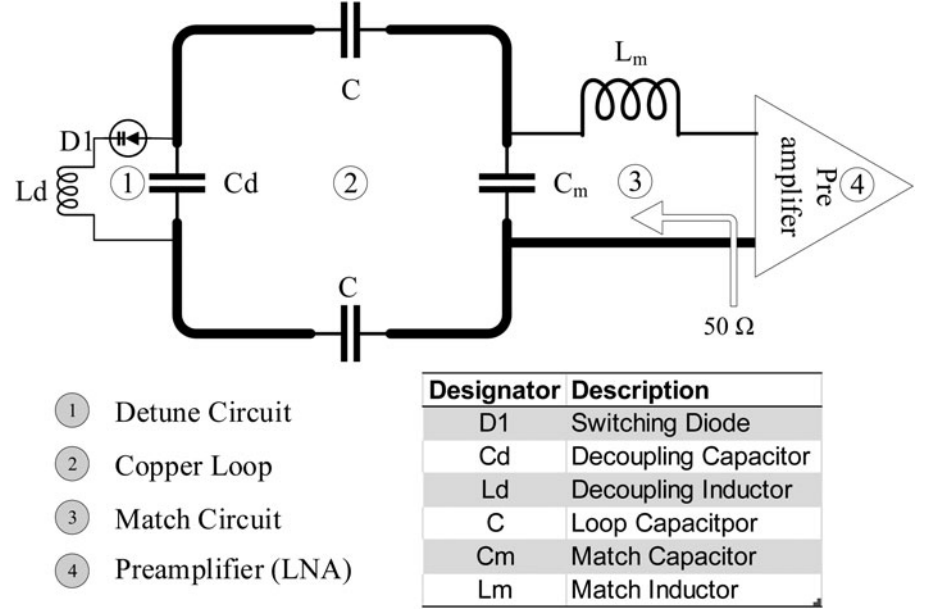 C
Lm
D1
Ld
1
Cd
2
Cm
3
Pre
amplifer
4
C
50 Ω
1 Detune Circuit
2 Copper Loop
3 Match Circuit
4 Preamplifier (LNA)
Designator Description
D1 Switching Diode
Cd Decoupling Capacitor
Ld Decoupling Inductor
C Loop Capacitpor
Cm Match Capacitor
Lm Match Inductor